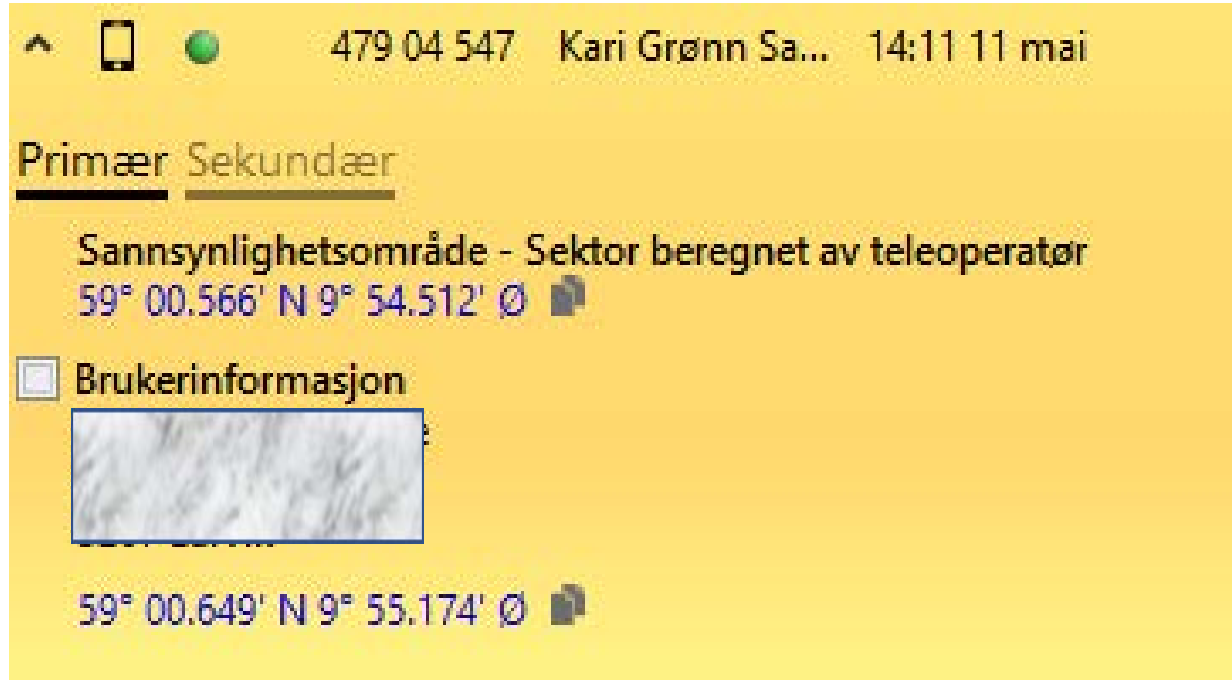 479 04 547 Kari Grønn Sa... 14:11 11 mai
Primær Sekundær
Sannsynlighetsområde - Sektor beregnet av teleoperatør
59° 00.566' N 9° 54.512' Ø
Brukerinformasjon
59° 00.649' N 9° 55.174' Ø